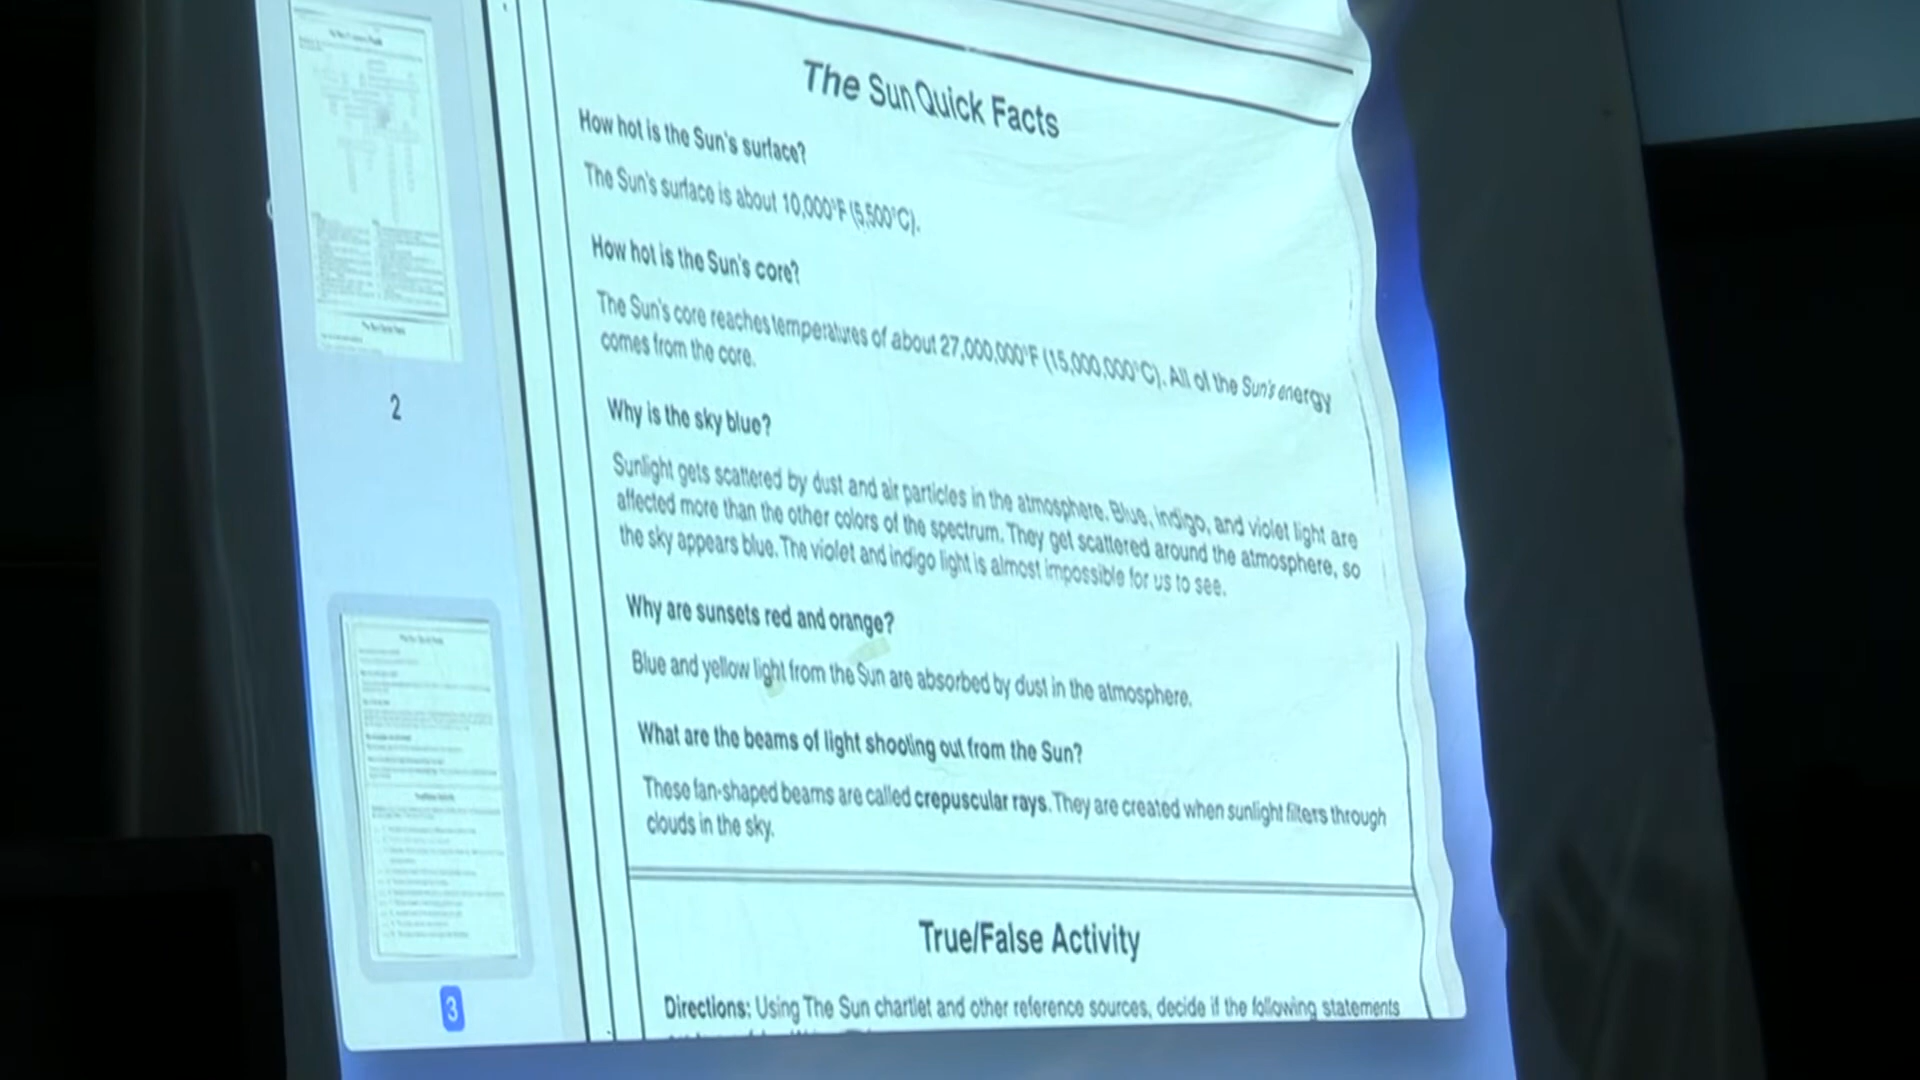 The Sun Quick Facts
How hot is the Sun's surface?
The Sun's surface is about 10,000°F (5,500°C).
How hot is the Sun's core?
The Sun's core reaches temperatures of about 27,000,000°F (15,000,000°C). All of the Sun's energy
comes from the core.
Why is the sky blue?
Sunlight gets scattered by dust and air particles in the atmosphere. Blue, indigo, and violet light are
affected more than the other colors of the spectrum. They get scattered around the atmosphere, so
the sky appears blue. The violet and indigo light is almost impossible for us to see.
Why are sunsets red and orange?
Blue and yellow light from the Sun are absorbed by dust in the atmosphere.
What are the beams of light shooting out from the Sun?
These fan-shaped beams are called crepuscular rays. They are created when sunlight filters through
clouds in the sky.
True/False Activity
Directions: Using The Sun chartlet and other reference sources, decide if the following statements
2
3